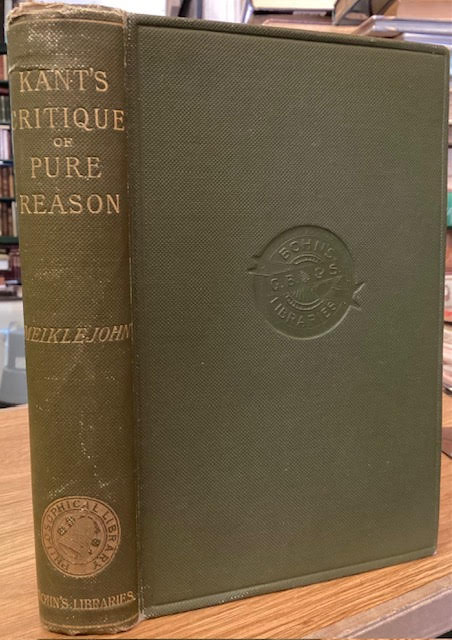 KANT'S
CRITIQUE
OF
PURE
REASON
MEIKLEJOHN
PHILOSOPHICAL LIBRARY
BOHN'S LIBRARIES.
BOHN'S
LIBRARIES